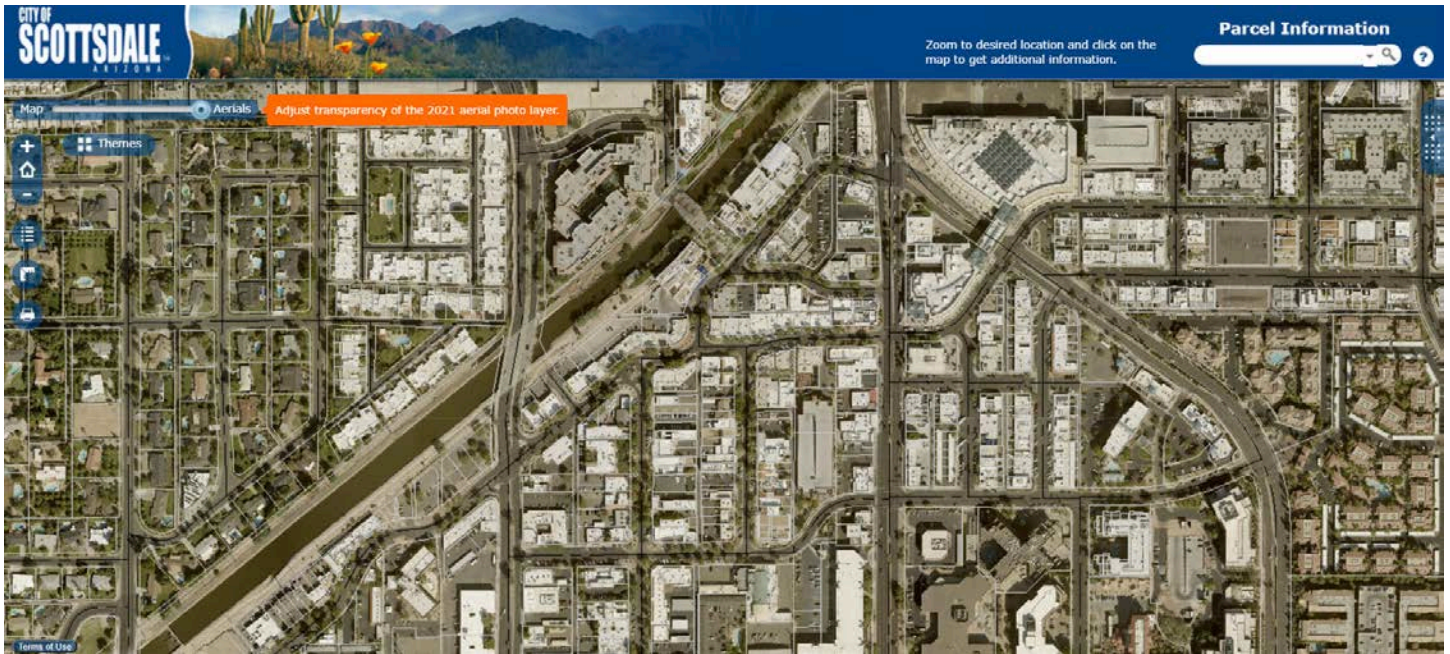 CITY OF
SCOTTSDALE
ARIZONA
Zoom to desired location and click on the
map to get additional information.
Parcel Information
?
Map
Aerials
Adjust transparency of the 2021 aerial photo layer.
+
Themes
−
Terms of Use